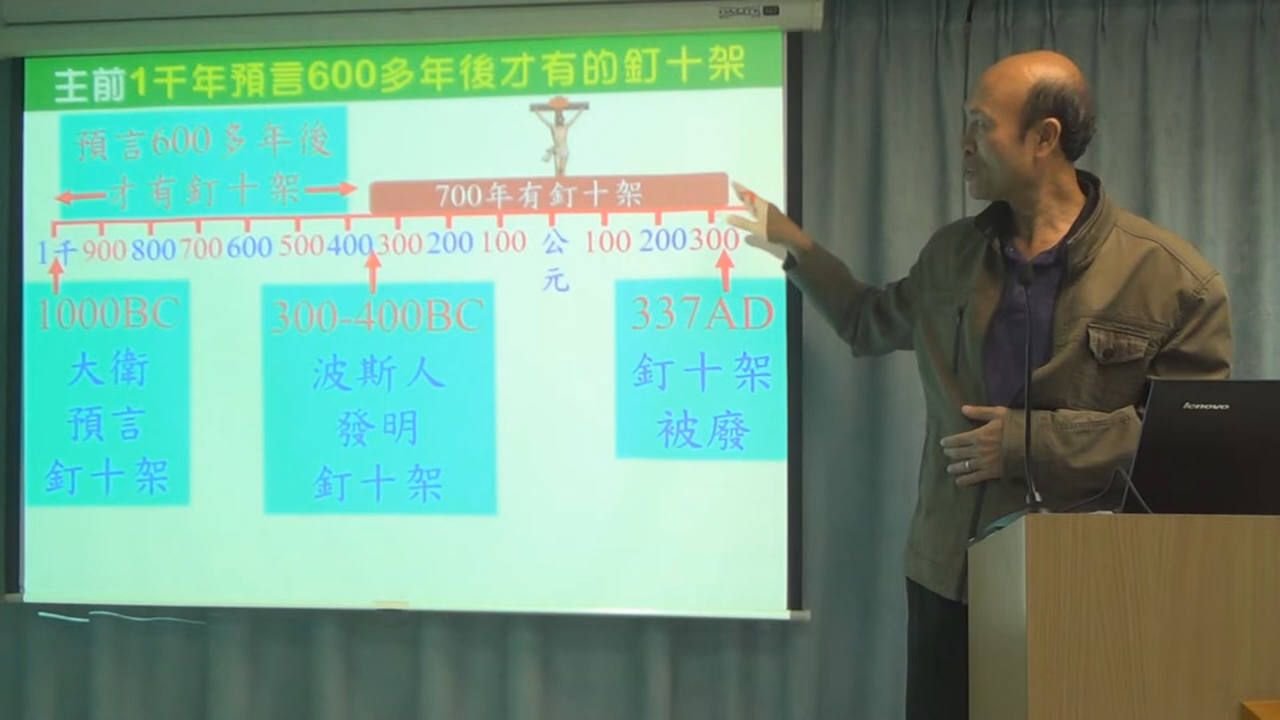 主前1千年預言600多年後才有的釘十架
預言600多年後
才有釘十架
700年有釘十架
1千 900 800 700 600 500 400 300 200 100 公元 100 200 300
1000BC
大衛
預言
釘十架
300-400BC
波斯人
發明
釘十架
337AD
釘十架
被廢
lenovo